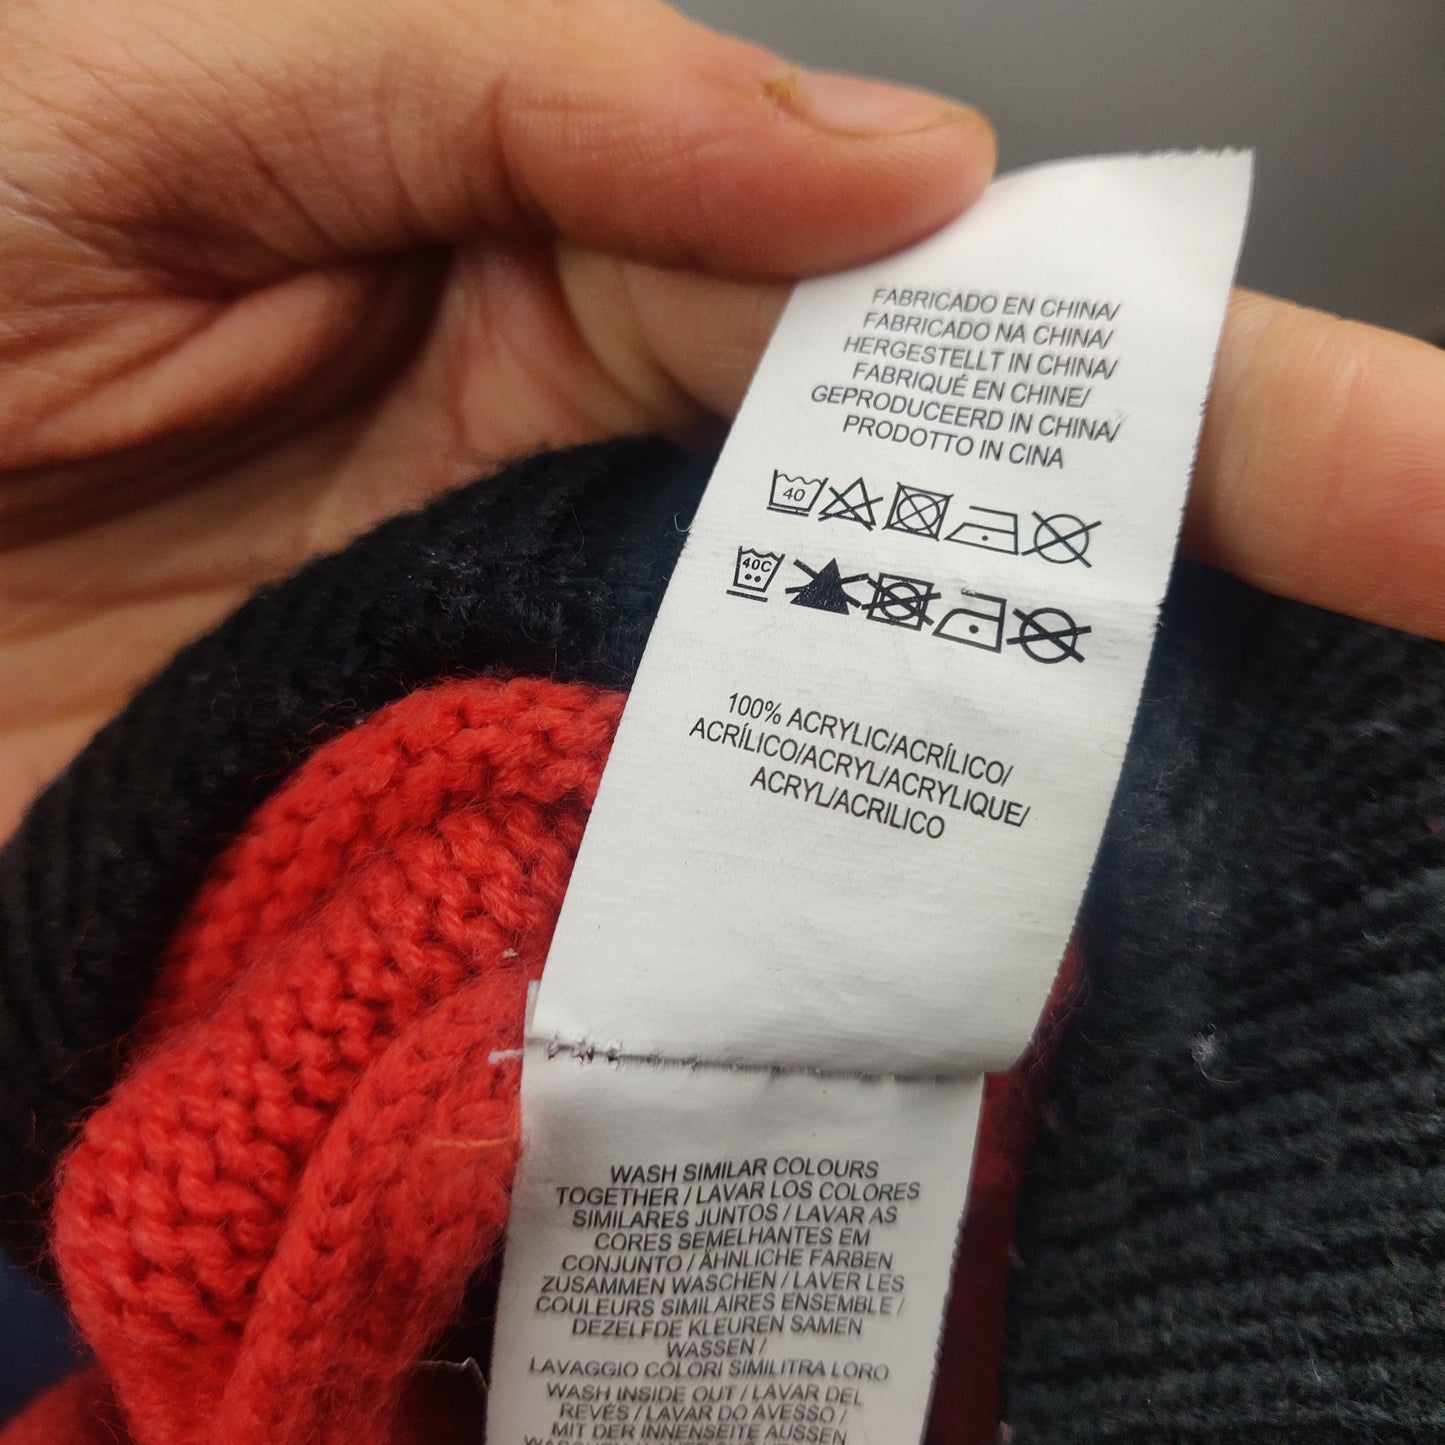 FABRICADO EN CHINA/
FABRICADO NA CHINA/
HERGESTELLT IN CHINA/
FABRIQUÉ EN CHINE/
GEPRODUCEERD IN CHINA/
PRODOTTO IN CINA
40
40C
100% ACRYLIC/ACRÍLICO/
ACRÍLICO/ACRYL/ACRYLIQUE/
ACRYL/ACRILICO
WASH SIMILAR COLOURS
TOGETHER / LAVAR LOS COLORES
SIMILARES JUNTOS / LAVAR AS
CORES SEMELHANTES EM
CONJUNTO / ÄHNLICHE FARBEN
ZUSAMMEN WASCHEN / LAVER LES
COULEURS SIMILAIRES ENSEMBLE /
DEZELFDE KLEUREN SAMEN
WASSEN /
LAVAGGIO COLORI SIMILITRA LORO
WASH INSIDE OUT / LAVAR DEL
REVÉS / LAVAR DO AVESSO /
MIT DER INNENSEITE AUSSEN